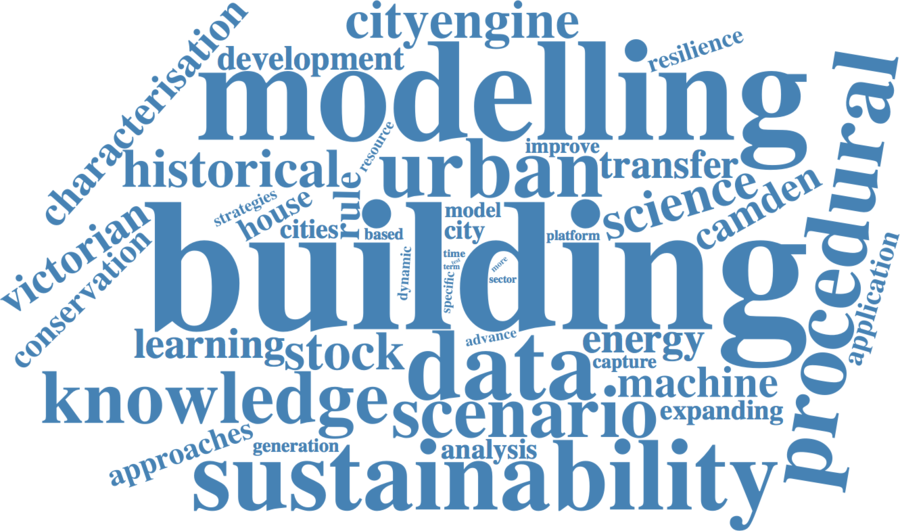 cityengine
resilience
development
modelling
characterisation
procedural
resource
improve
historical
urban
transfer
rule
science
camden
strategies
house
victorian
cities
based
model
city
platform
building
conservation
dynamic
time
term
specific
more
sector
application
learning
stock
advance
data
energy
capture
machine
knowledge
scenario
expanding
approaches
generation
analysis
sustainability